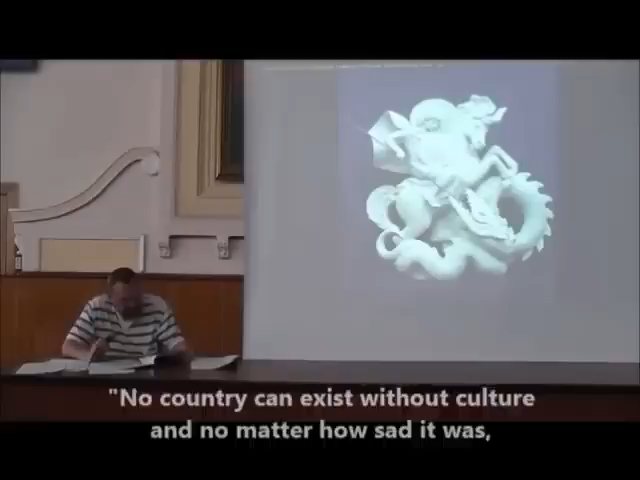 "No country can exist without culture
and no matter how sad it was,